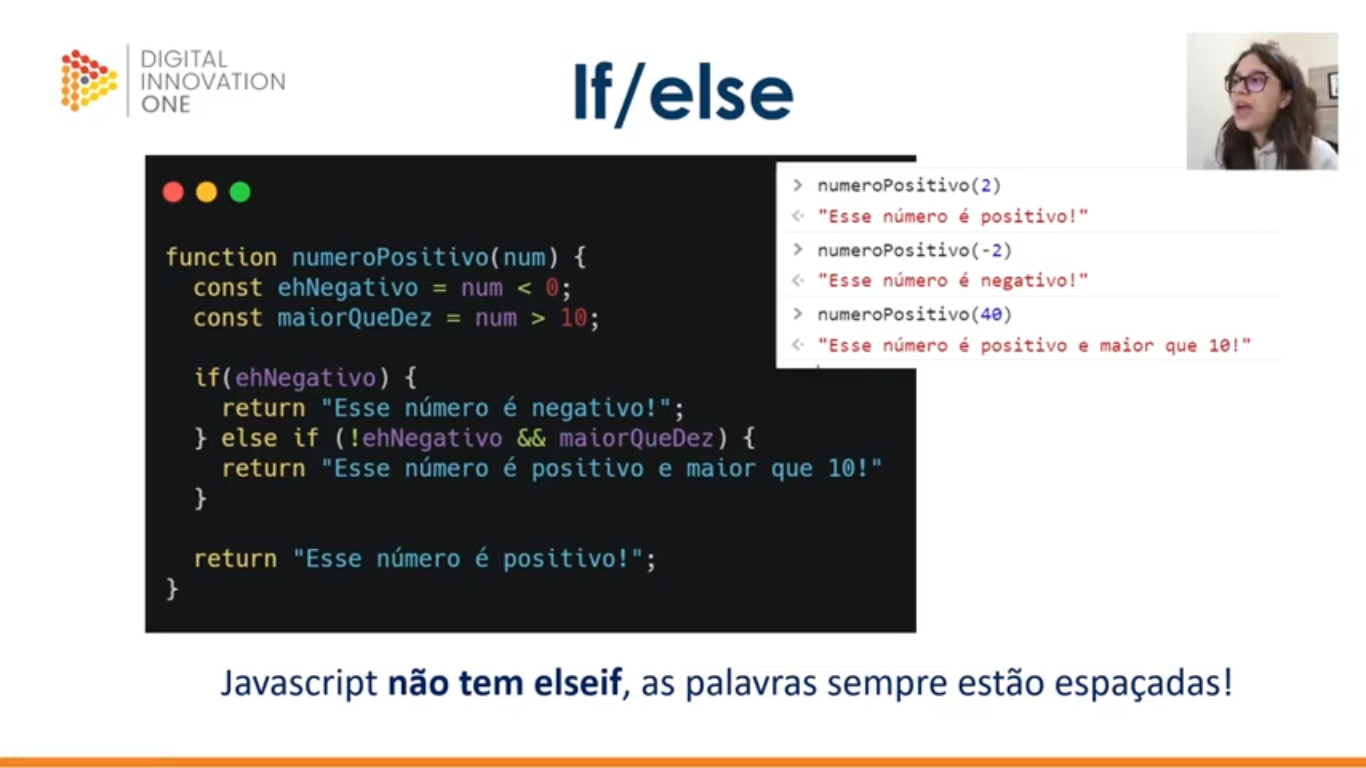 DIGITAL
INNOVATION
ONE
If/else
function numeroPositivo(num) {
const ehNegativo = num < 0;
const maiorQueDez = num > 10;
if(ehNegativo) {
return "Esse número é negativo!";
} else if (!ehNegativo && maiorQueDez) {
return "Esse número é positivo e maior que 10!"
}
return "Esse número é positivo!";
}
> numeroPositivo(2)
"Esse número é positivo!"
> numeroPositivo(-2)
"Esse número é negativo!"
> numeroPositivo(40)
"Esse número é positivo e maior que 10!"
Javascript não tem elseif, as palavras sempre estão espaçadas!